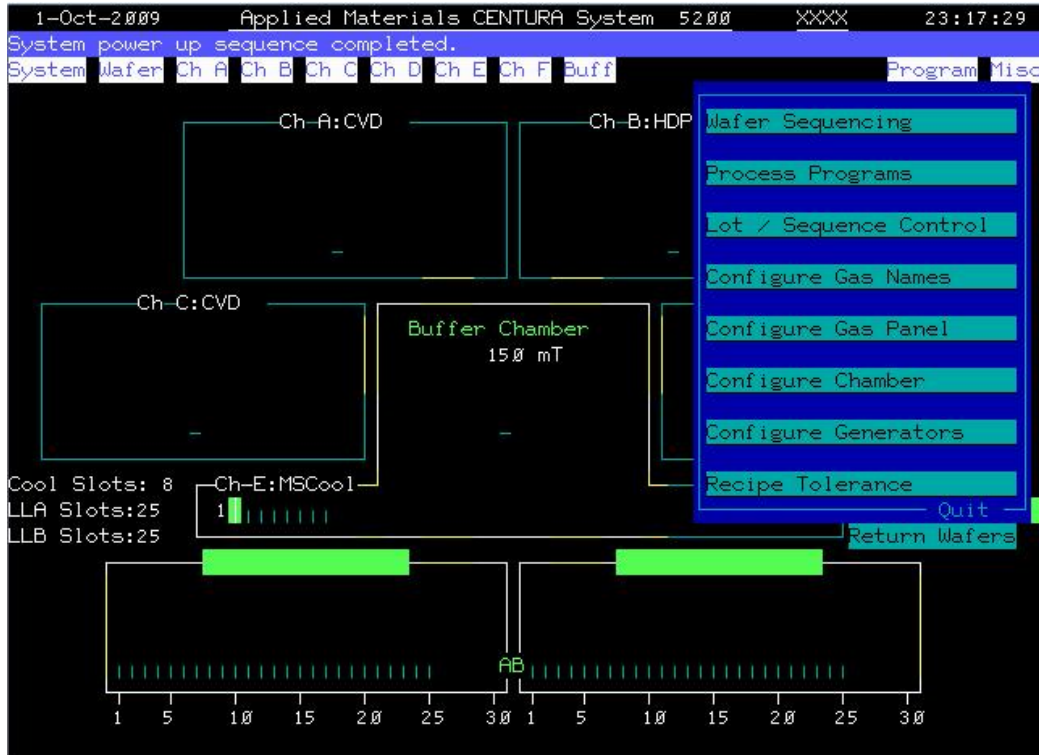 1-Oct-2009 Applied Materials CENTURA System 5200 XXXX 23:17:29
System power up sequence completed.
System Wafer Ch A Ch B Ch C Ch D Ch E Ch F Buff Program Misc
Ch-A:CVD Ch-B:HDP
Wafer Sequencing
Process Programs
Lot / Sequence Control
Configure Gas Names
Configure Gas Panel
Configure Chamber
Configure Generators
Recipe Tolerance
Quit
Ch-C:CVD
Buffer Chamber
150 mT
Cool Slots: 8 Ch-E:MSCool
LLA Slots:25 1
LLB Slots:25 Return Wafers
AB
1 5 10 15 20 25 30 1 5 10 15 20 25 30